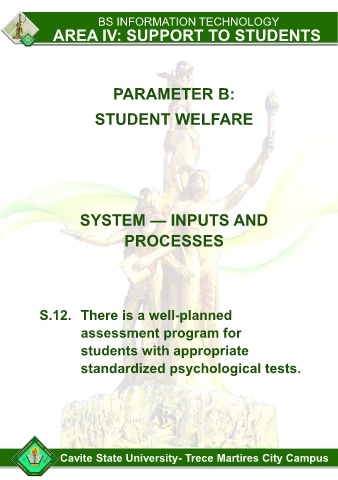 BS INFORMATION TECHNOLOGY
AREA IV: SUPPORT TO STUDENTS
PARAMETER B:
STUDENT WELFARE
SYSTEM — INPUTS AND
PROCESSES
S.12. There is a well-planned
assessment program for
students with appropriate
standardized psychological tests.
Cavite State University- Trece Martires City Campus